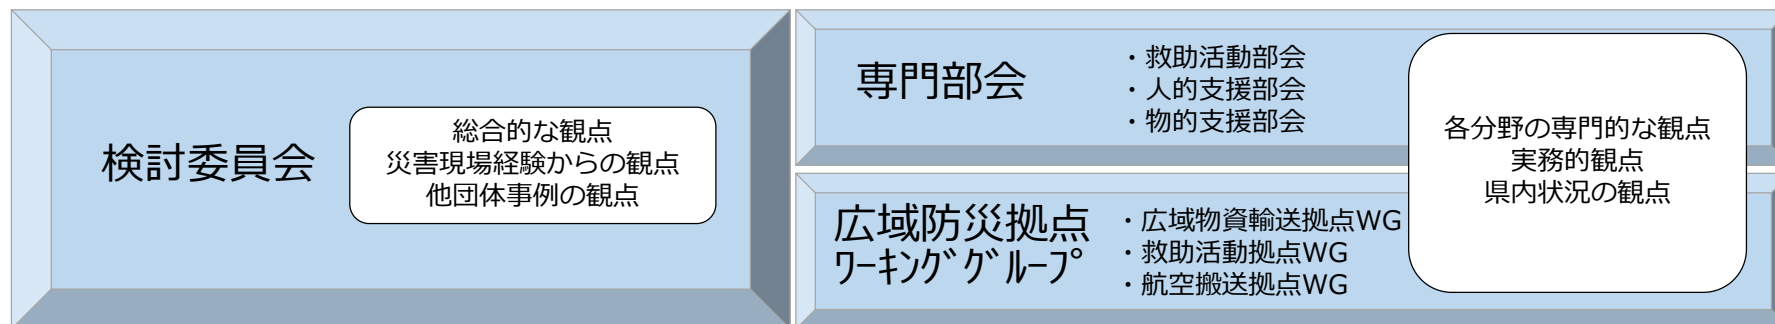 検討委員会
総合的な観点
災害現場経験からの観点
他団体事例の観点
専門部会
・救助活動部会
・人的支援部会
・物的支援部会
広域防災拠点
ﾜｰｷﾝｸﾞｸﾞﾙｰﾌﾟ
・広域物資輸送拠点WG
・救助活動拠点WG
・航空搬送拠点WG
各分野の専門的な観点
実務的観点
県内状況の観点